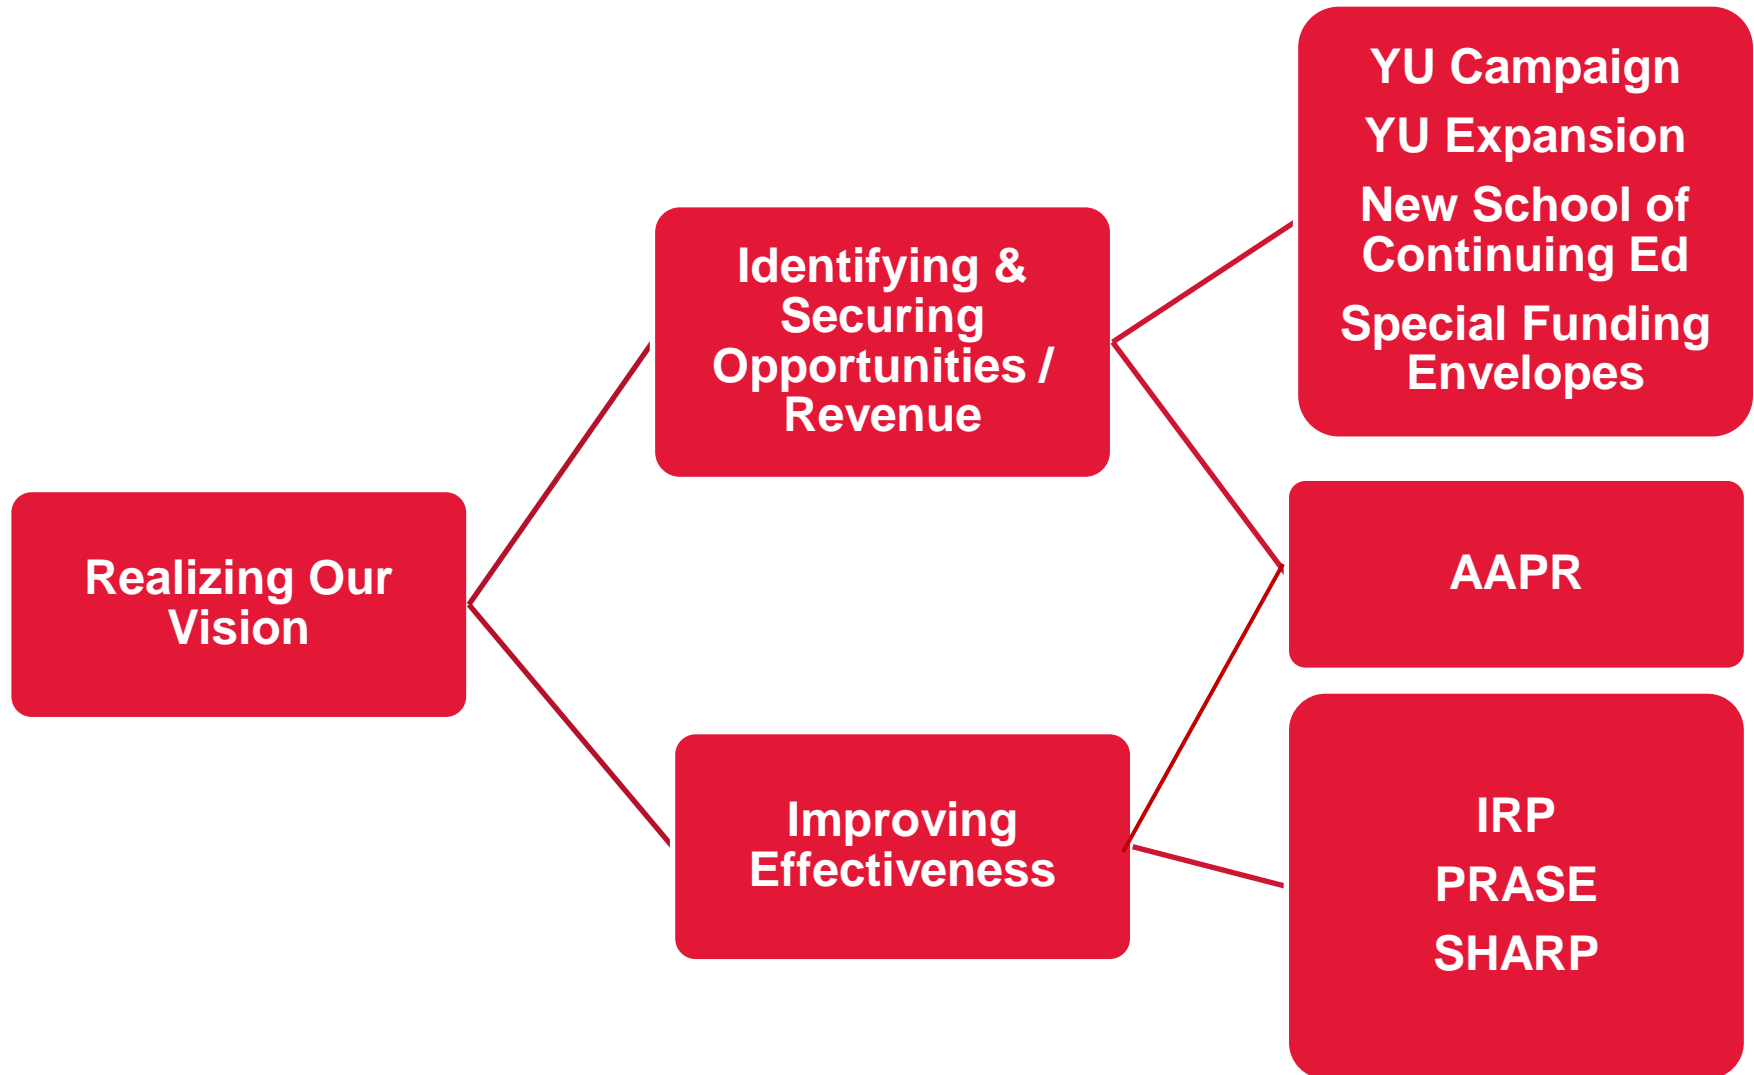 Realizing Our
Vision
Identifying &
Securing
Opportunities /
Revenue
Improving
Effectiveness
YU Campaign
YU Expansion
New School of
Continuing Ed
Special Funding
Envelopes
AAPR
IRP
PRASE
SHARP